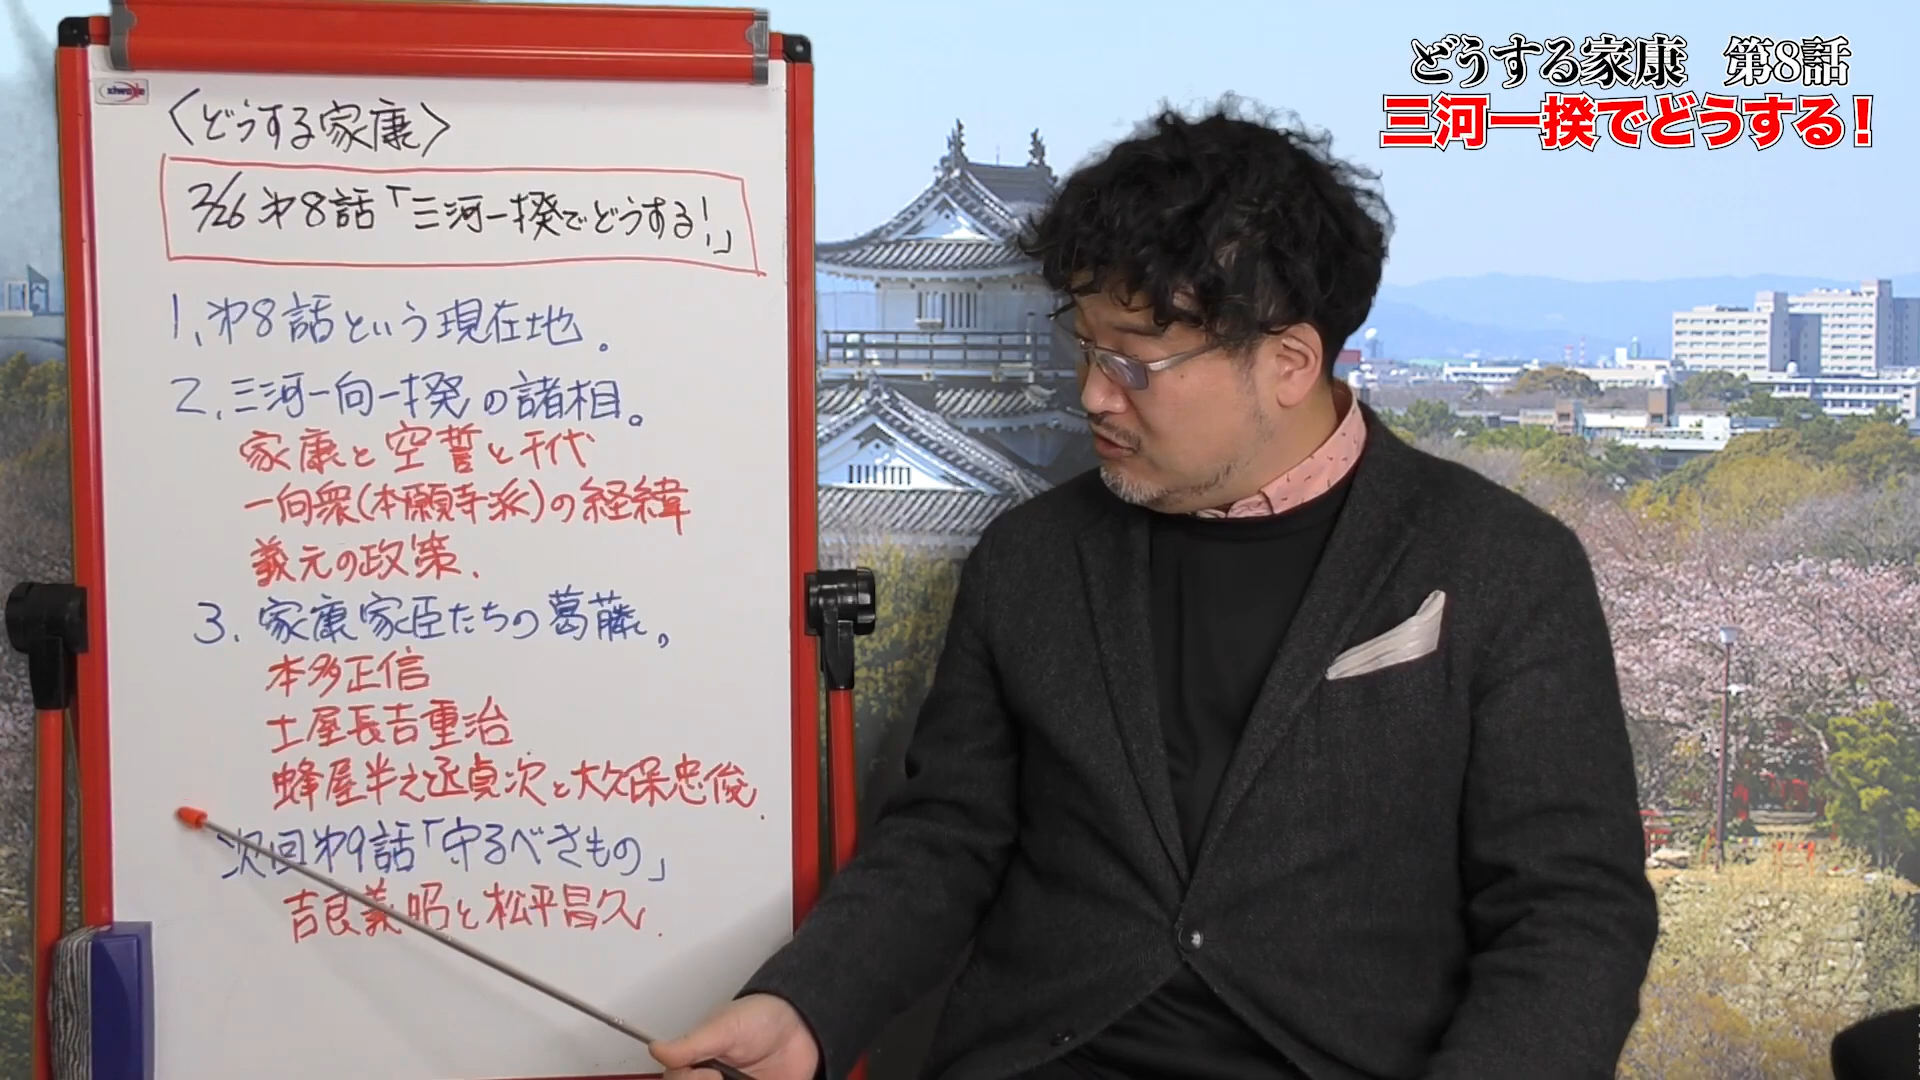 どうする家康 第8話
三河一揆でどうする!
〈どうする家康〉
2/26 第8話「三河一揆でどうする!」
1、第8話という現在地。
2、三河一向一揆の諸相。
家康と空誓と千代
一向衆(本願寺派)の経緯
義元の政策、
3、家康家臣たちの葛藤。
本多正信
土屋長吉重治
蜂屋半之丞貞次と大久保忠俊、
次回第9話「守るべきもの」
吉良義昭と松平昌久、